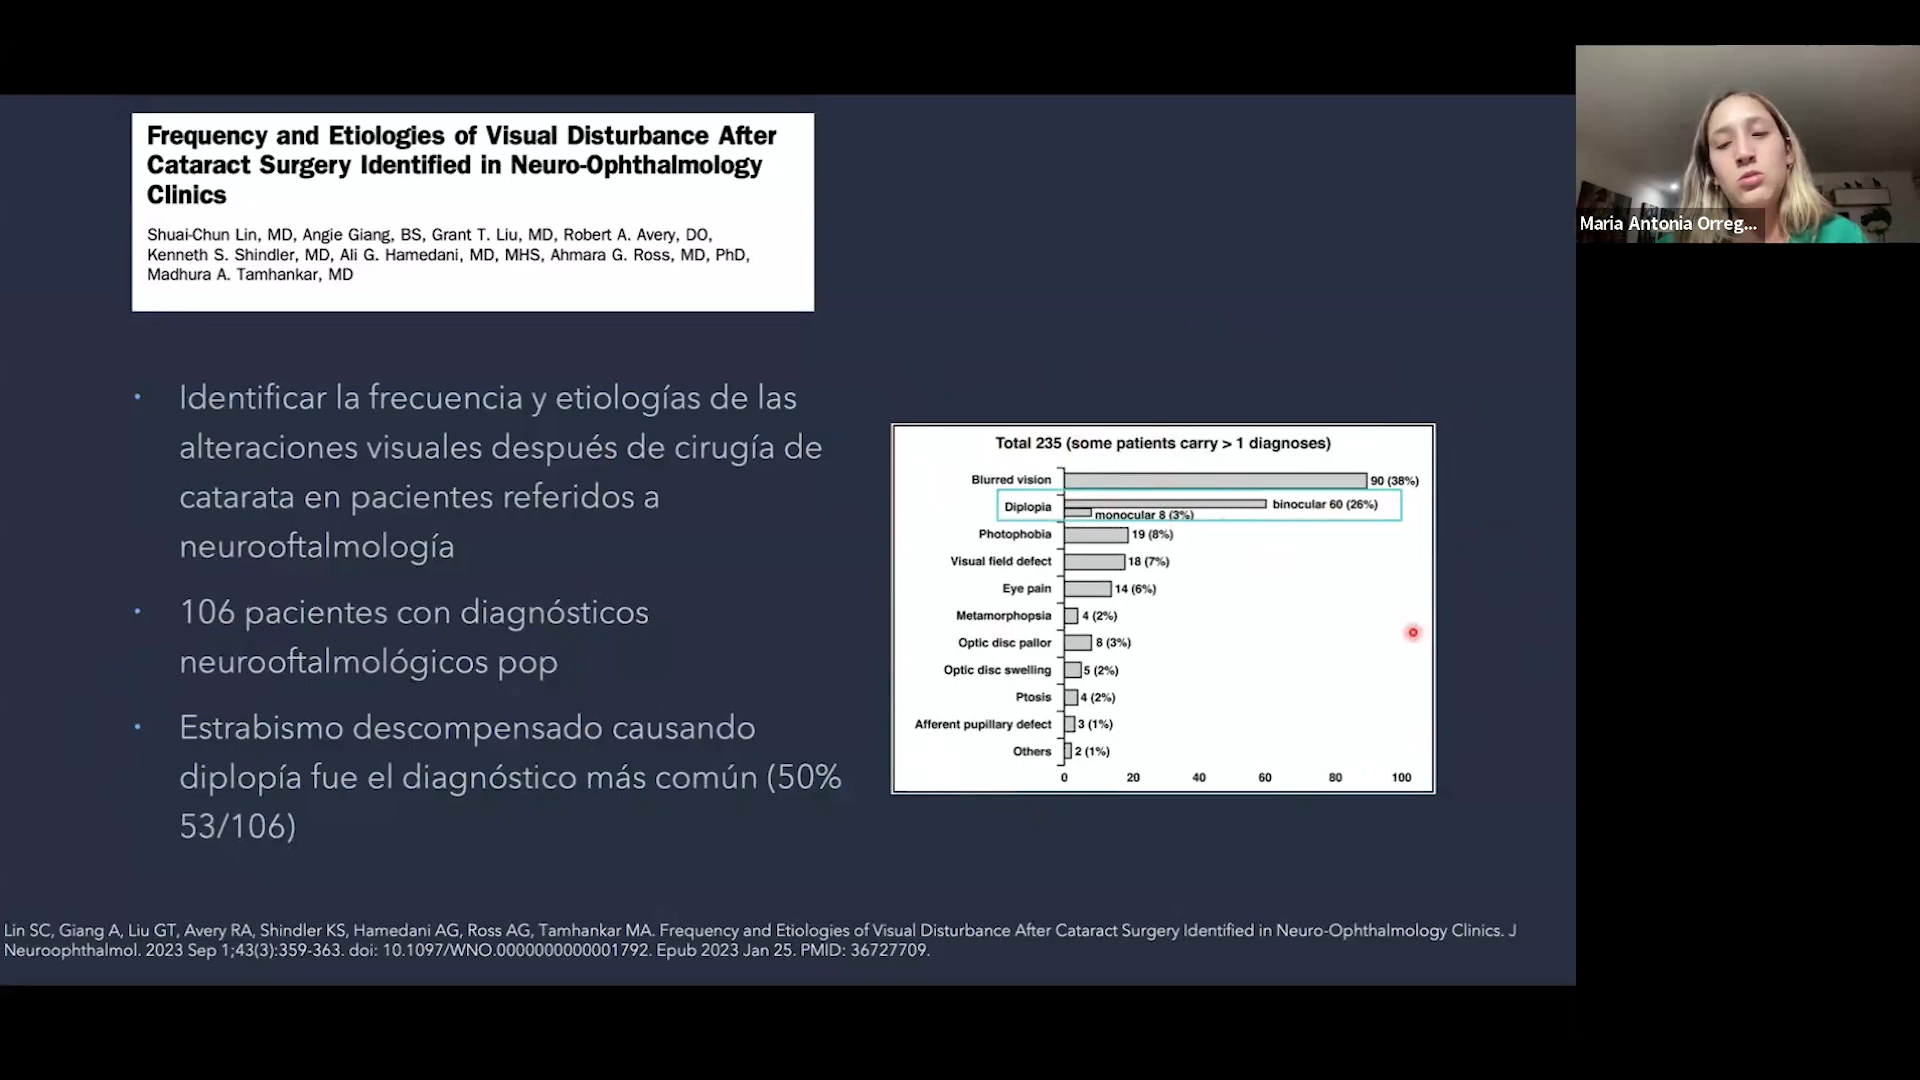 Frequency and Etiologies of Visual Disturbance After
Cataract Surgery Identified in Neuro-Ophthalmology
Clinics
Shuai-Chun Lin, MD, Angie Giang, BS, Grant T. Liu, MD, Robert A. Avery, DO,
Kenneth S. Shindler, MD, Ali G. Hamedani, MD, MHS, Ahmara G. Ross, MD, PhD,
Madhura A. Tamhankar, MD
Maria Antonia Orreg...
• Identificar la frecuencia y etiologías de las
alteraciones visuales después de cirugía de
catarata en pacientes referidos a
neurooftalmología
• 106 pacientes con diagnósticos
neurooftalmológicos pop
• Estrabismo descompensado causando
diplopía fue el diagnóstico más común (50%
53/106)
Total 235 (some patients carry > 1 diagnoses)
Blurred vision 90 (38%)
Diplopia binocular 60 (26%)
monocular 8 (3%)
Photophobia 19 (8%)
Visual field defect 18 (7%)
Eye pain 14 (6%)
Metamorphopsia 4 (2%)
Optic disc pallor 8 (3%)
Optic disc swelling 5 (2%)
Ptosis 4 (2%)
Afferent pupillary defect 3 (1%)
Others 2 (1%)
0 20 40 60 80 100
Lin SC, Giang A, Liu GT, Avery RA, Shindler KS, Hamedani AG, Ross AG, Tamhankar MA. Frequency and Etiologies of Visual Disturbance After Cataract Surgery Identified in Neuro-Ophthalmology Clinics. J
Neuroophthalmol. 2023 Sep 1;43(3):359-363. doi: 10.1097/WNO.0000000000001792. Epub 2023 Jan 25. PMID: 36727709.